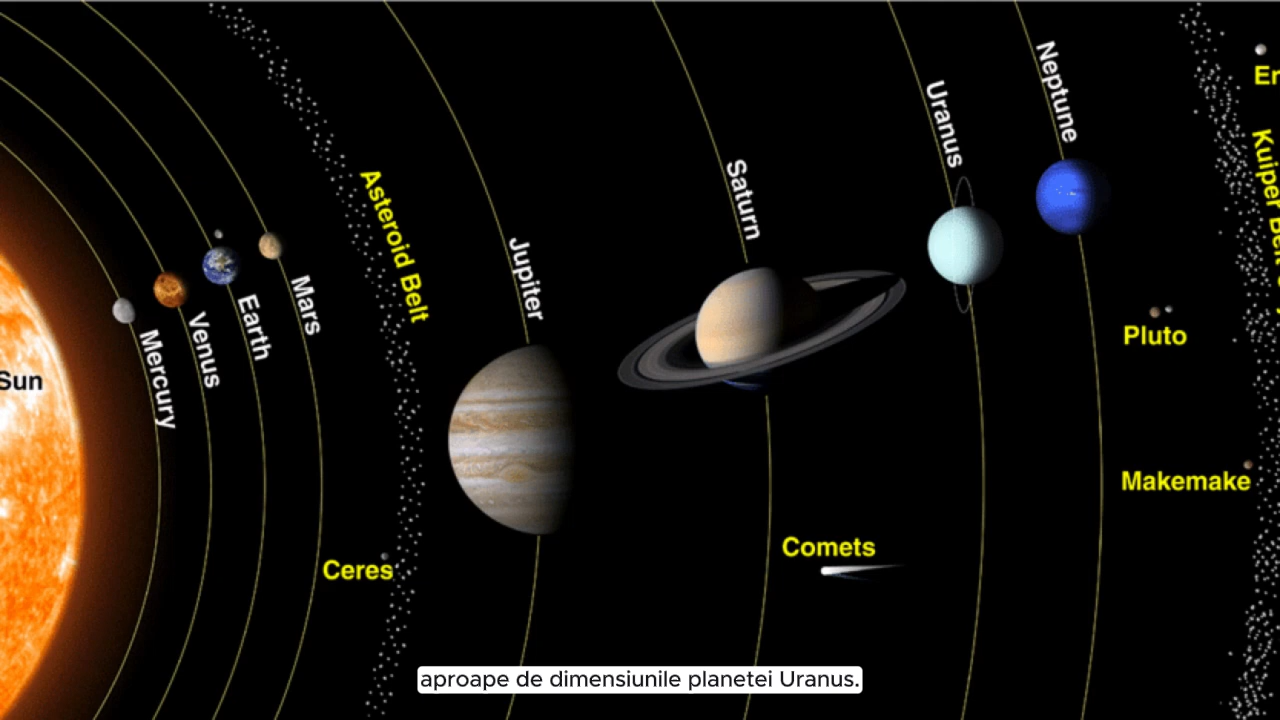 Sun
Mercury
Venus
Earth
Mars
Asteroid Belt
Ceres
Jupiter
Saturn
Comets
Uranus
Neptune
Pluto
Makemake
Kuiper
aproape de dimensiunile planetei Uranus.